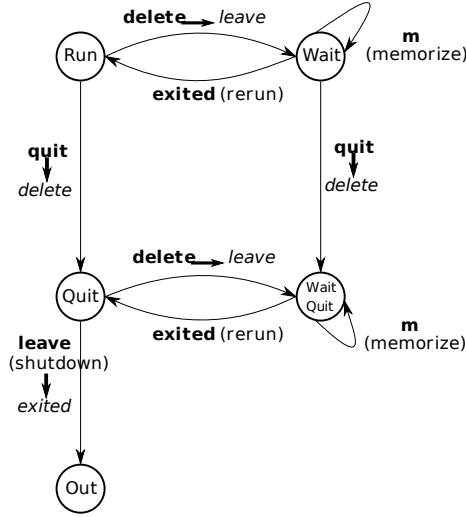 delete leave
m
(memorize)
Run
Wait
exited (rerun)
quit
delete
quit
delete
delete leave
Quit
Wait
Quit
exited (rerun)
m
(memorize)
leave
(shutdown)
exited
Out